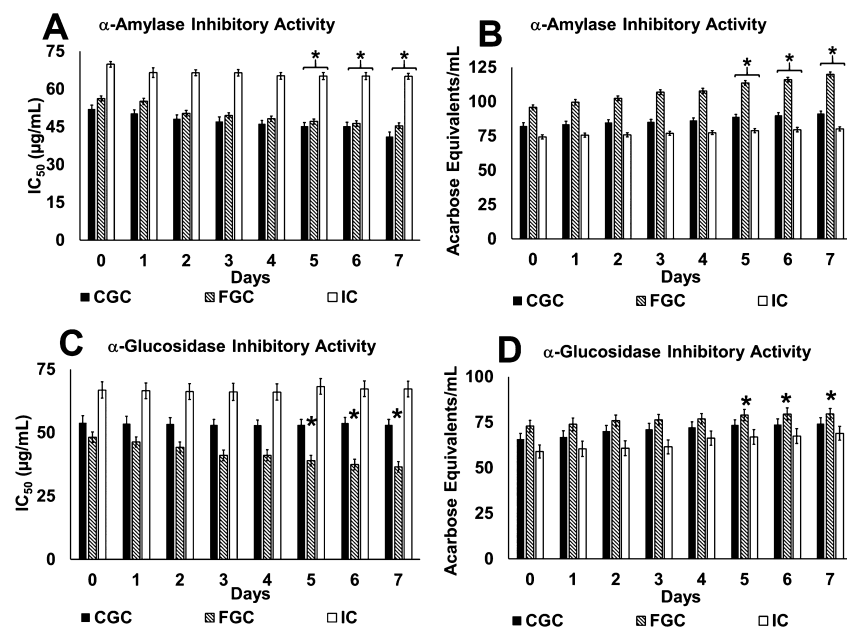 A
α-Amylase Inhibitory Activity
IC50 (µg/mL)
75
60
45
30
15
0
* * *
0 1 2 3 4 5 6 7
Days
CGC FGC IC
B
α-Amylase Inhibitory Activity
Acarbose Equivalents/mL
125
100
75
50
25
0
* * *
0 1 2 3 4 5 6 7
Days
CGC FGC IC
C
α-Glucosidase Inhibitory Activity
IC50 (µg/mL)
75
50
25
0
* * *
0 1 2 3 4 5 6 7
Days
CGC FGC IC
D
α-Glucosidase Inhibitory Activity
Acarbose Equivalents/mL
100
75
50
25
0
* * *
0 1 2 3 4 5 6 7
Days
CGC FGC IC